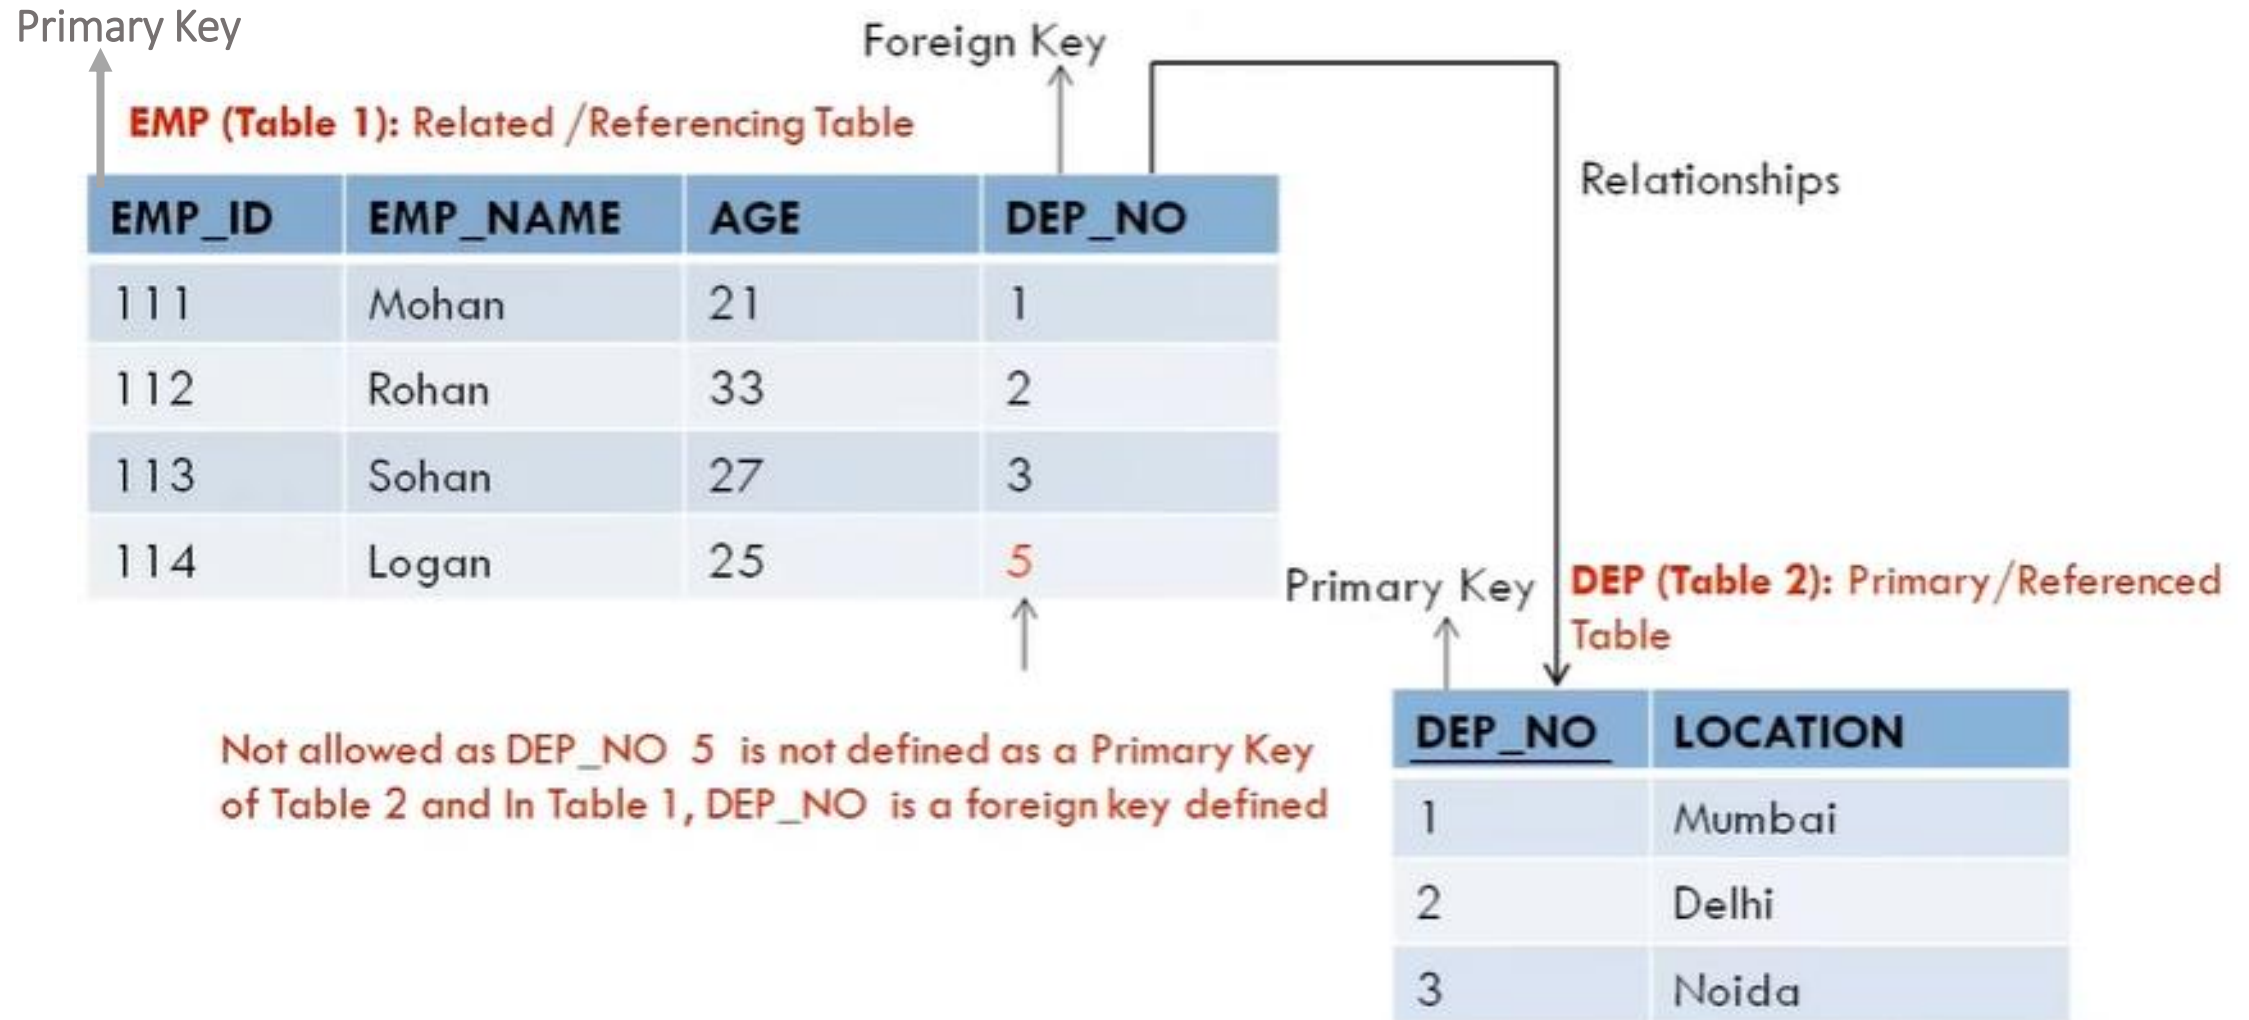 Primary Key
Foreign Key
EMP (Table 1): Related /Referencing Table
Relationships
EMP_ID EMP_NAME AGE DEP_NO
111 Mohan 21 1
112 Rohan 33 2
113 Sohan 27 3
114 Logan 25 5
Primary Key
DEP (Table 2): Primary/Referenced
Table
Not allowed as DEP_NO 5 is not defined as a Primary Key
of Table 2 and In Table 1, DEP_NO is a foreign key defined
DEP_NO LOCATION
1 Mumbai
2 Delhi
3 Noida